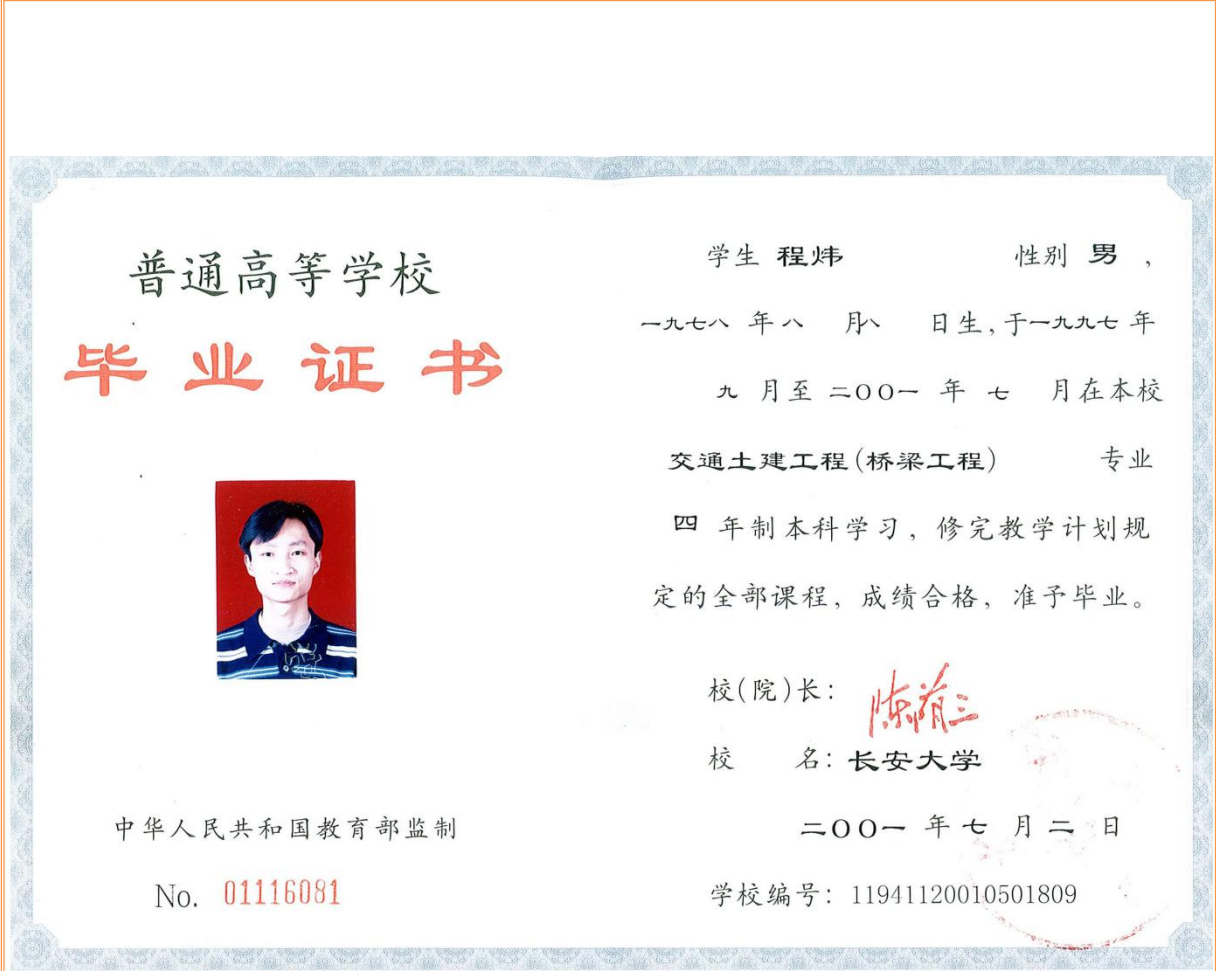 普通高等学校
毕业证书
中华人民共和国教育部监制
No. 01116081
学生 程炜 性别 男 ,
一九七八 年 八 月八 日生,于一九九七 年
九 月至 二00一 年 七 月在本校
交通土建工程(桥梁工程) 专业
四 年制本科学习, 修完教学计划规
定的全部课程, 成绩合格, 准予毕业。
校(院)长:
校 名: 长安大学
二00一 年 七 月 二 日
学校编号: 11941120010501809